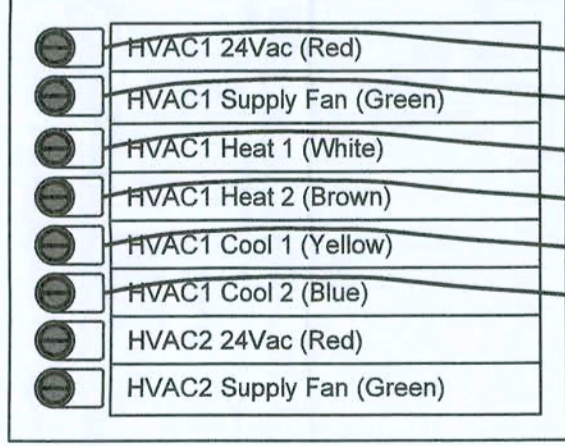 HVAC1 24Vac (Red)
HVAC1 Supply Fan (Green)
HVAC1 Heat 1 (White)
HVAC1 Heat 2 (Brown)
HVAC1 Cool 1 (Yellow)
HVAC1 Cool 2 (Blue)
HVAC2 24Vac (Red)
HVAC2 Supply Fan (Green)